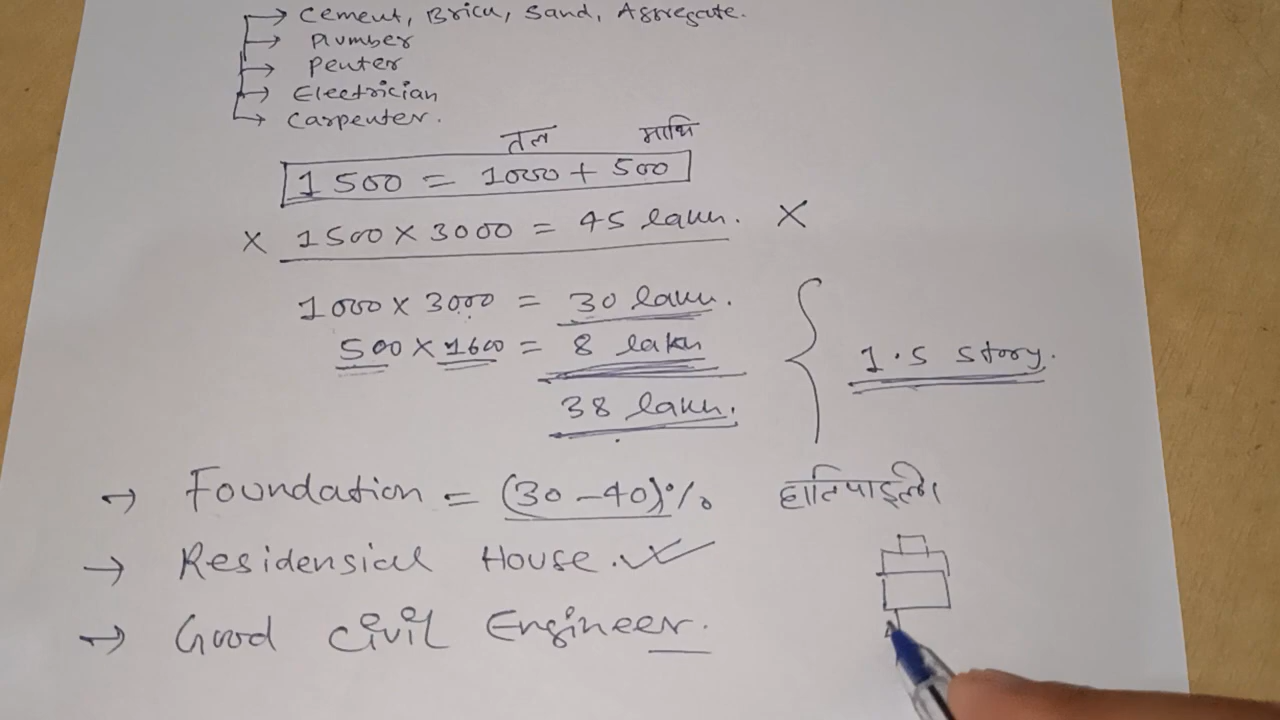 → Cement, Brick, Sand, Aggregate.
→ Plumber
→ Penter
→ Electrician
→ Carpenter.
तल माथि
1500 = 1000 + 500
× 1500 × 3000 = 45 lakh. ×
1000 × 3000 = 30 lakh.
500 × 1600 = 8 lakh
38 lakh.
1.5 story.
→ Foundation = (30-40)% हात्तिपाइले।
→ Residensial House. ✓
→ Good Civil Engineer.